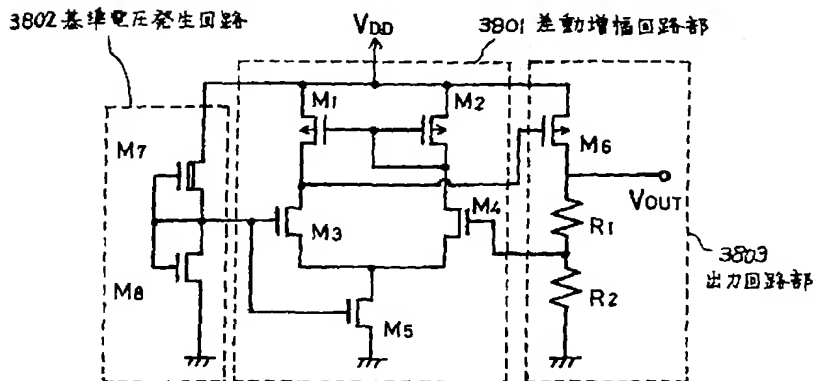 3802 基準電圧発生回路
VDD
3801 差動増幅回路部
M1
M2
M7
M6
VOUT
M3
M4
R1
M8
M5
R2
3803
出力回路部